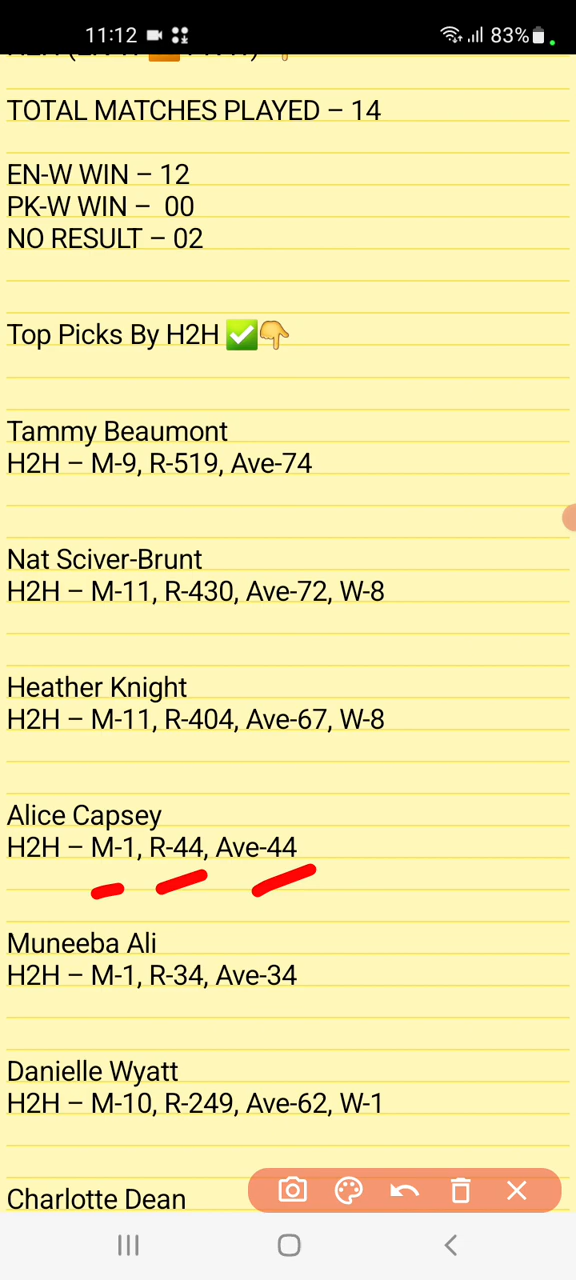 11:12
83%
TOTAL MATCHES PLAYED – 14
EN-W WIN – 12
PK-W WIN – 00
NO RESULT – 02
Top Picks By H2H ✅👇
Tammy Beaumont
H2H – M-9, R-519, Ave-74
Nat Sciver-Brunt
H2H – M-11, R-430, Ave-72, W-8
Heather Knight
H2H – M-11, R-404, Ave-67, W-8
Alice Capsey
H2H – M-1, R-44, Ave-44
Muneeba Ali
H2H – M-1, R-34, Ave-34
Danielle Wyatt
H2H – M-10, R-249, Ave-62, W-1
Charlotte Dean